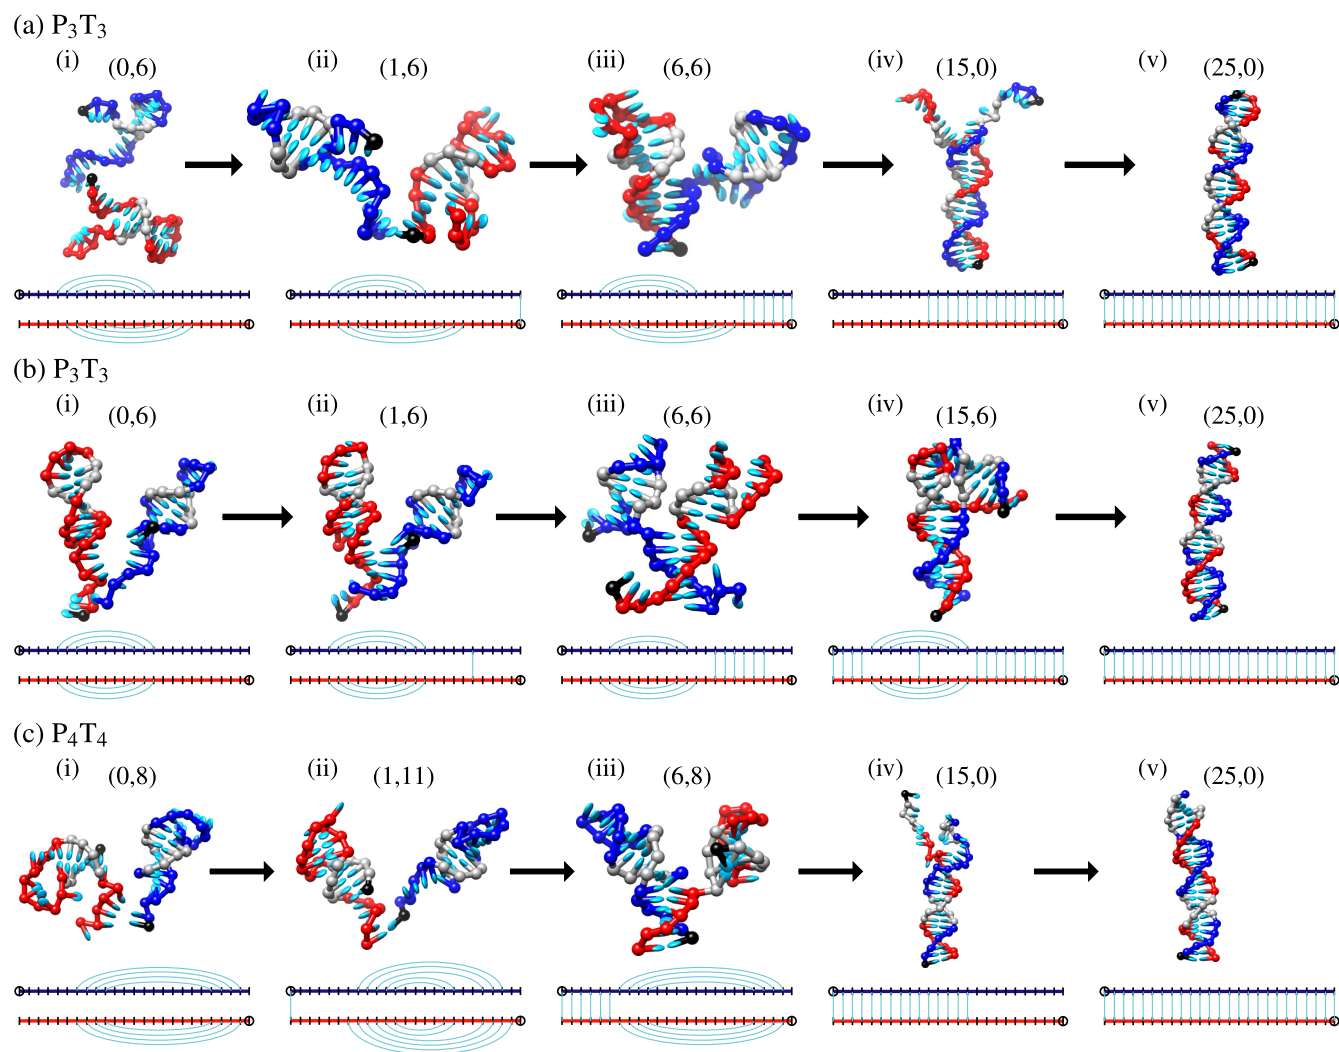 (a) P₃T₃
(i) (0,6) (ii) (1,6) (iii) (6,6) (iv) (15,0) (v) (25,0)
(b) P₃T₃
(i) (0,6) (ii) (1,6) (iii) (6,6) (iv) (15,6) (v) (25,0)
(c) P₄T₄
(i) (0,8) (ii) (1,11) (iii) (6,8) (iv) (15,0) (v) (25,0)